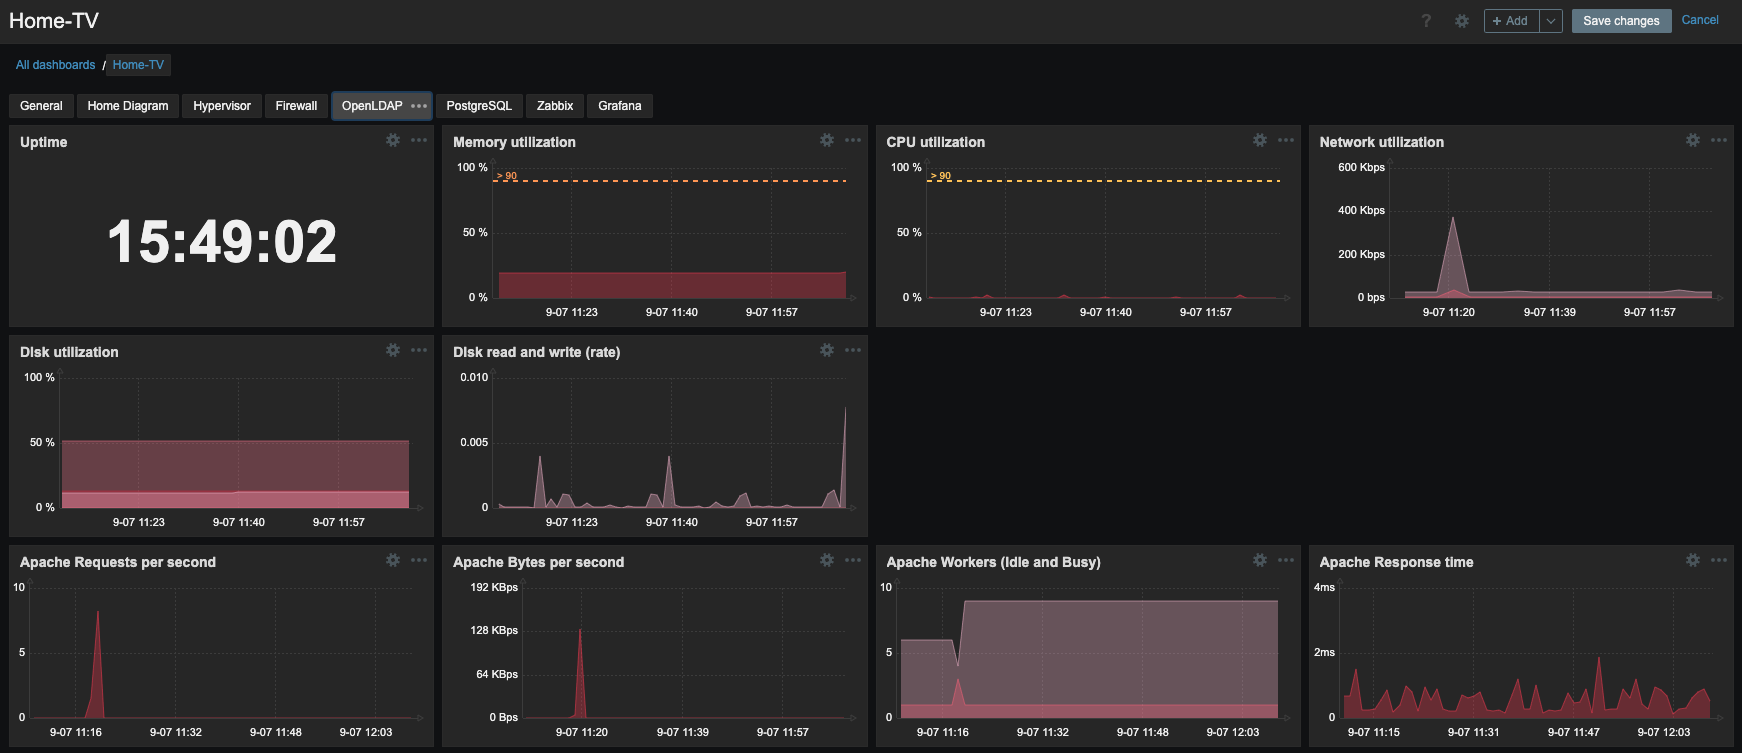 Home-TV
? + Add Save changes Cancel
All dashboards / Home-TV
General Home Diagram Hypervisor Firewall OpenLDAP ••• PostgreSQL Zabbix Grafana
Uptime
15:49:02
Memory utilization
100 %
> 90
50 %
0 %
9-07 11:23 9-07 11:40 9-07 11:57
CPU utilization
100 %
> 90
50 %
0 %
9-07 11:23 9-07 11:40 9-07 11:57
Network utilization
600 Kbps
400 Kbps
200 Kbps
0 bps
9-07 11:20 9-07 11:39 9-07 11:57
Disk utilization
100 %
50 %
0 %
9-07 11:23 9-07 11:40 9-07 11:57
Disk read and write (rate)
0.010
0.005
0
9-07 11:23 9-07 11:40 9-07 11:57
Apache Requests per second
10
5
0
9-07 11:16 9-07 11:32 9-07 11:48 9-07 12:03
Apache Bytes per second
192 KBps
128 KBps
64 KBps
0 Bps
9-07 11:20 9-07 11:39 9-07 11:57
Apache Workers (Idle and Busy)
10
5
0
9-07 11:16 9-07 11:32 9-07 11:48 9-07 12:03
Apache Response time
4ms
2ms
0
9-07 11:15 9-07 11:31 9-07 11:47 9-07 12:03